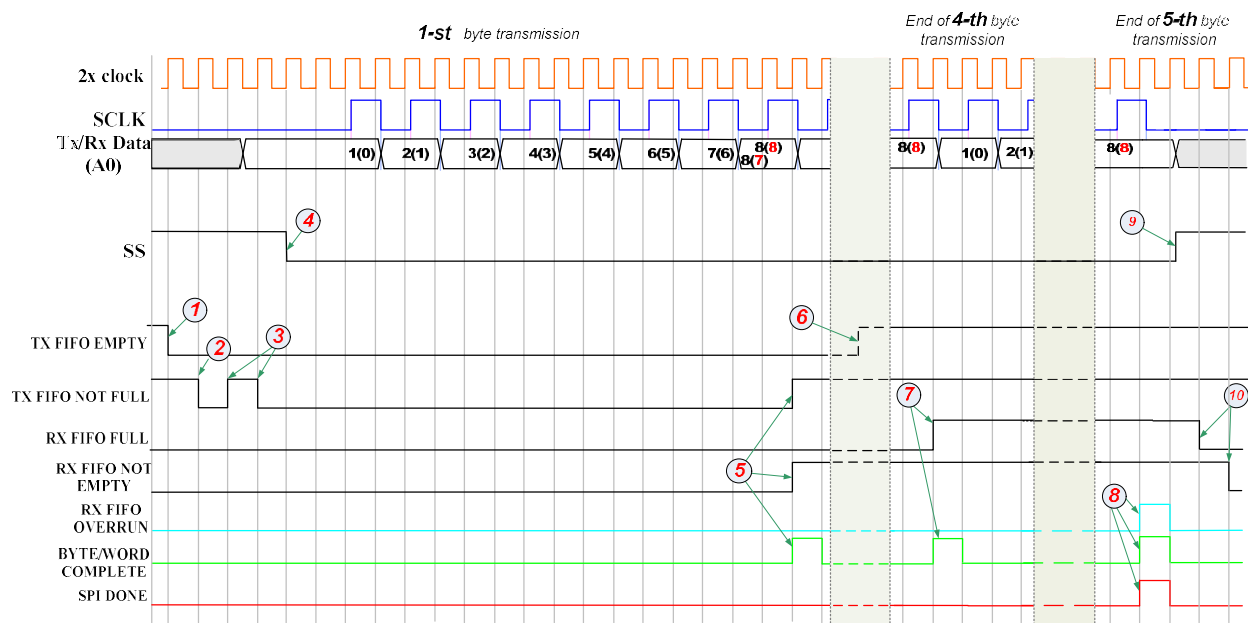 1-st byte transmission
End of 4-th byte
transmission
End of 5-th byte
transmission
2x clock
SCLK
Tx/Rx Data
(A0)
1(0) 2(1) 3(2) 4(3) 5(4) 6(5) 7(6) 8(8) 8(8) 1(0) 2(1) 8(8)
8(7)
4
9
SS
1
6
TX FIFO EMPTY
2 3
TX FIFO NOT FULL
7 10
RX FIFO FULL
RX FIFO NOT
EMPTY
5
8
RX FIFO
OVERRUN
BYTE/WORD
COMPLETE
SPI DONE